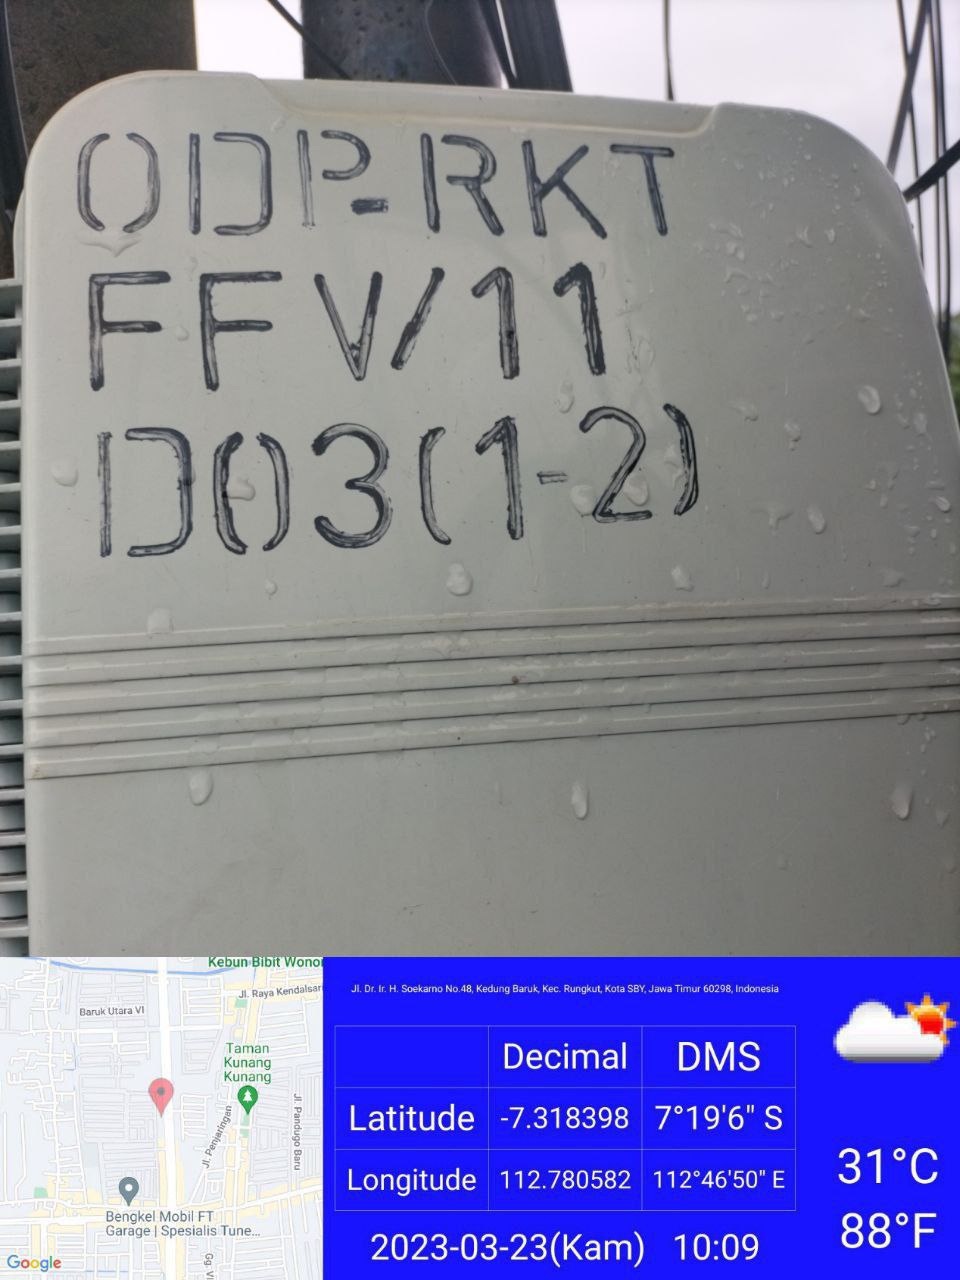 ODP-RKT
FFV/11
D03(1-2)
Kebun Bibit Wonor
Jl. Raya Kendalsar
Baruk Utara VI
Taman
Kunang
Kunang
Jl. Penjaringan
Jl. Pandugo Baru
Bengkel Mobil FT
Garage | Spesialis Tune...
Gg. VI
Google
Jl. Dr. Ir. H. Soekarno No.48, Kedung Baruk, Kec. Rungkut, Kota SBY, Jawa Timur 60298, Indonesia
Decimal DMS
Latitude -7.318398 7°19'6" S
Longitude 112.780582 112°46'50" E
2023-03-23(Kam) 10:09
31°C
88°F